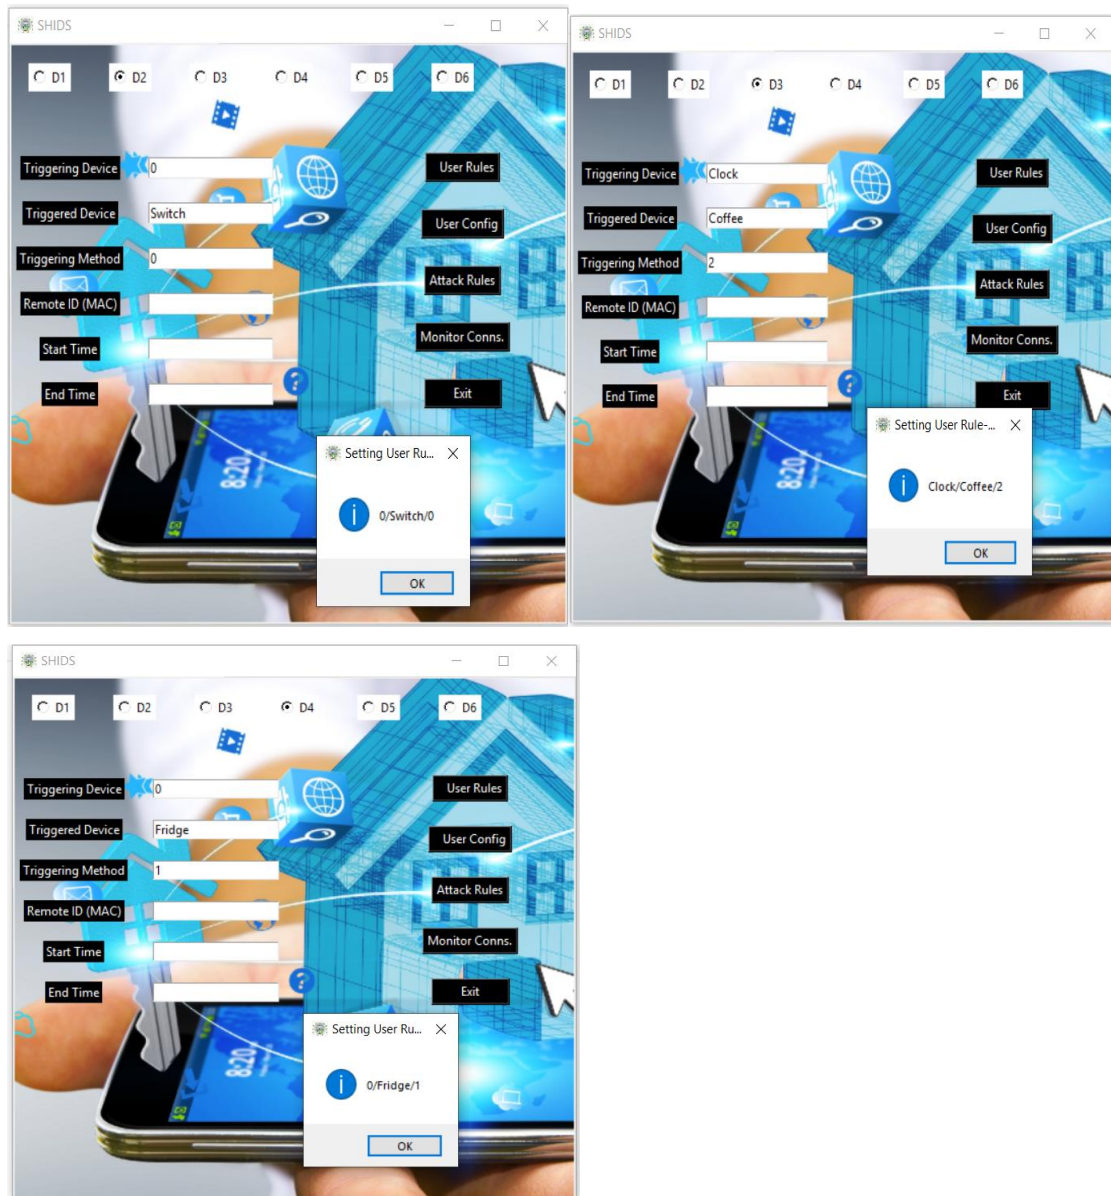 SHIDS
D1 D2 D3 D4 D5 D6
Triggering Device 0 User Rules
Triggered Device Switch User Config
Triggering Method 0 Attack Rules
Remote ID (MAC)
Start Time Monitor Conns.
End Time Exit
8:20
Setting User Ru...
0/Switch/0
OK
SHIDS
D1 D2 D3 D4 D5 D6
Triggering Device Clock User Rules
Triggered Device Coffee User Config
Triggering Method 2 Attack Rules
Remote ID (MAC)
Start Time Monitor Conns.
End Time Exit
8:20
Setting User Rule-...
Clock/Coffee/2
OK
SHIDS
D1 D2 D3 D4 D5 D6
Triggering Device 0 User Rules
Triggered Device Fridge User Config
Triggering Method 1 Attack Rules
Remote ID (MAC)
Start Time Monitor Conns.
End Time Exit
8:20
Setting User Ru...
0/Fridge/1
OK